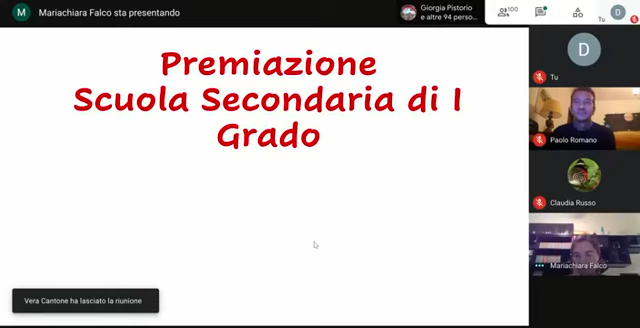 M Mariachiara Falco sta presentando
Giorgia Pistorio
e altre 94 perso...
100
Tu
D
Premiazione
Scuola Secondaria di I
Grado
D
Tu
Paolo Romano
Claudia Russo
Mariachiara Falco
Vera Cantone ha lasciato la riunione